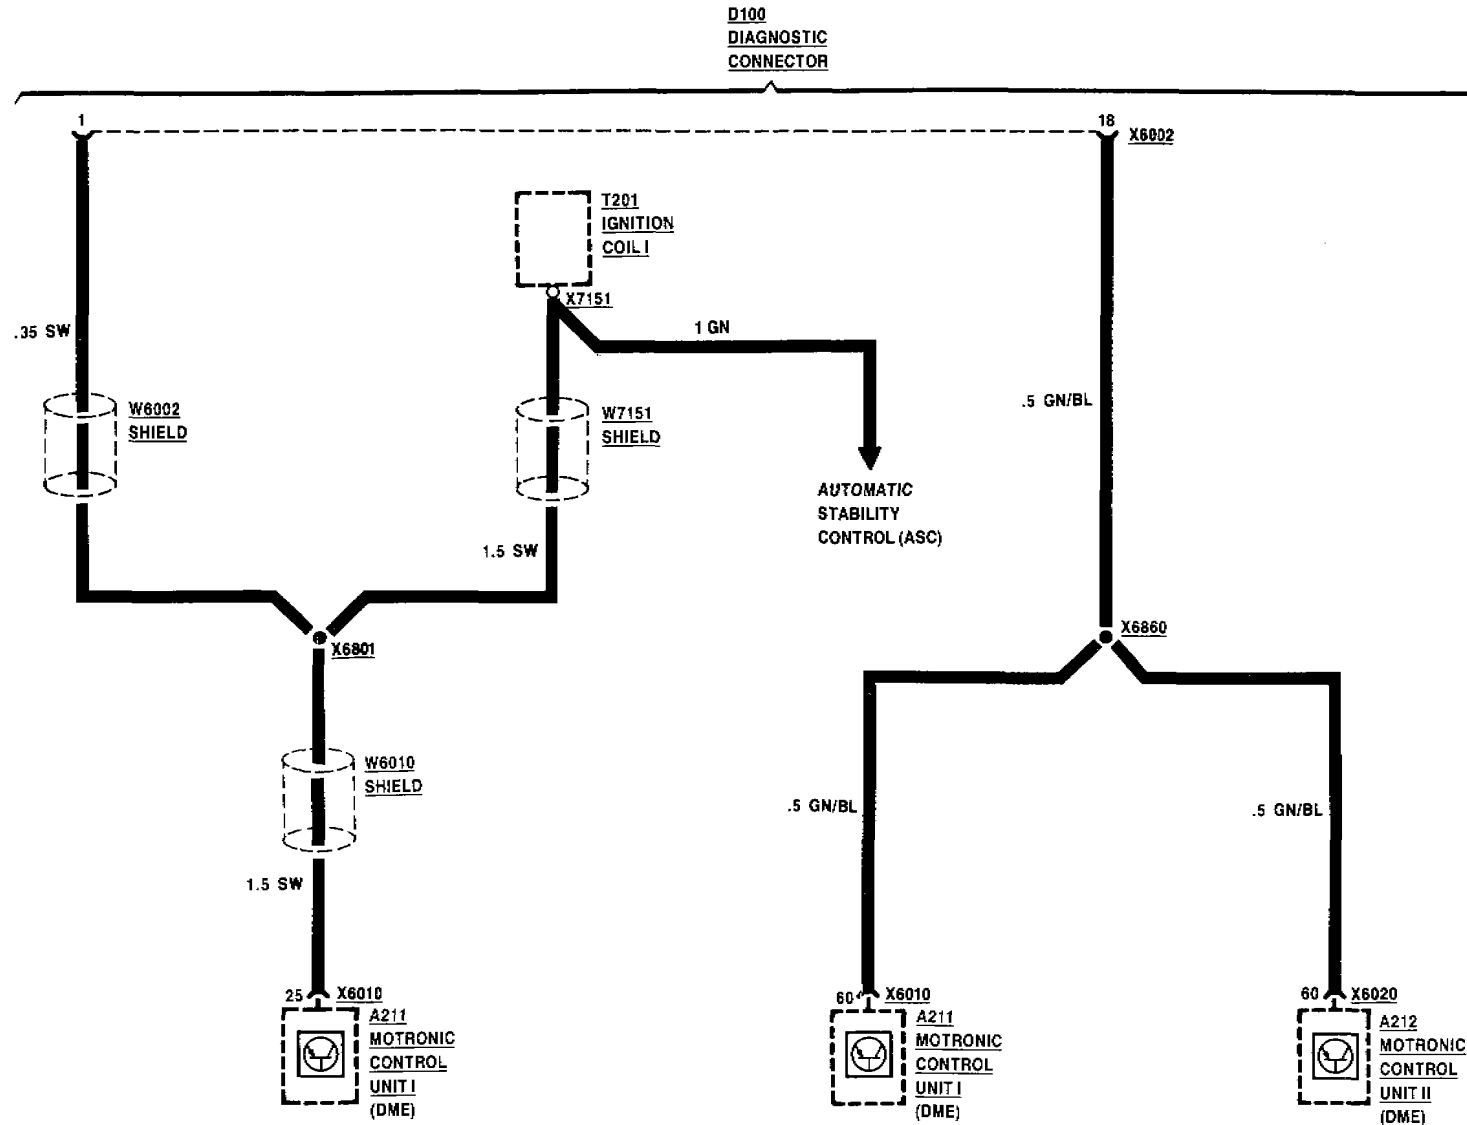 D100
DIAGNOSTIC
CONNECTOR
1
18
X6002
T201
IGNITION
COIL I
X7151
1 GN
.35 SW
.5 GN/BL
W6002
SHIELD
W7151
SHIELD
AUTOMATIC
STABILITY
CONTROL (ASC)
1.5 SW
X6801
X6860
W6010
SHIELD
.5 GN/BL
.5 GN/BL
1.5 SW
25
X6010
A211
MOTRONIC
CONTROL
UNIT I
(DME)
60
X6010
A211
MOTRONIC
CONTROL
UNIT I
(DME)
60
X6020
A212
MOTRONIC
CONTROL
UNIT II
(DME)